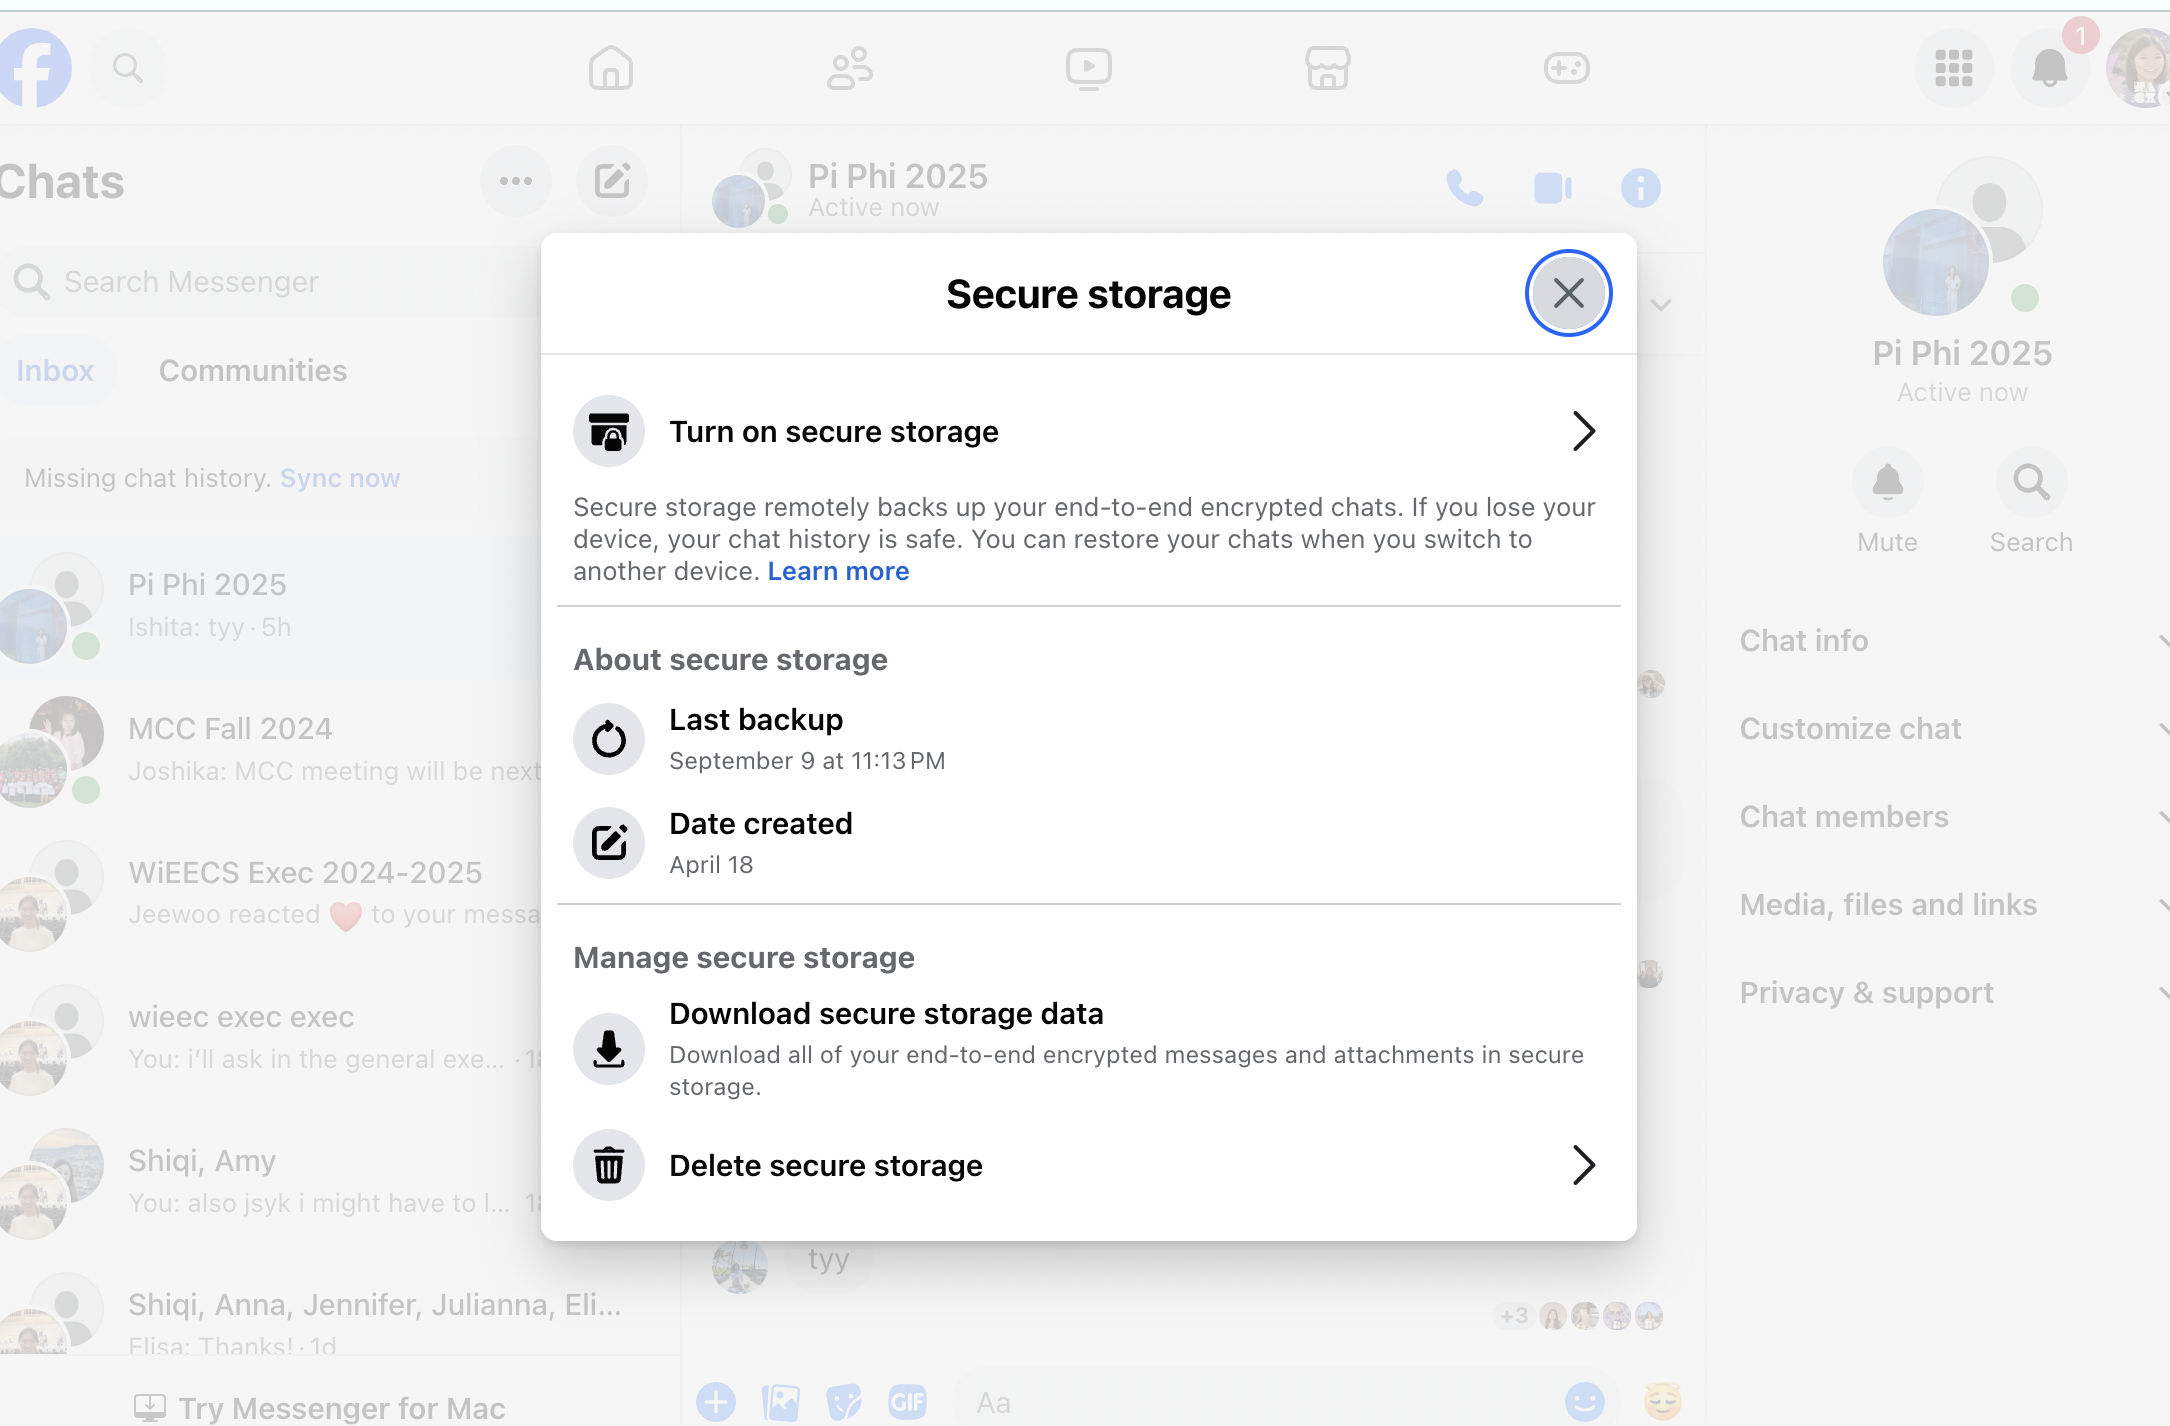 1
Chats
Search Messenger
Inbox
Communities
Missing chat history. Sync now
Pi Phi 2025
Ishita: tyy · 5h
MCC Fall 2024
Joshika: MCC meeting will be next
WiEECS Exec 2024-2025
Jeewoo reacted ❤️ to your messa
wieec exec exec
You: i’ll ask in the general exe... · 18
Shiqi, Amy
You: also jsyk i might have to l... 18
Shiqi, Anna, Jennifer, Julianna, Eli...
Elisa: Thanks! · 1d
Try Messenger for Mac
Pi Phi 2025
Active now
Secure storage
Turn on secure storage
Secure storage remotely backs up your end-to-end encrypted chats. If you lose your
device, your chat history is safe. You can restore your chats when you switch to
another device. Learn more
About secure storage
Last backup
September 9 at 11:13 PM
Date created
April 18
Manage secure storage
Download secure storage data
Download all of your end-to-end encrypted messages and attachments in secure
storage.
Delete secure storage
tyy
+3
GIF
Aa
Pi Phi 2025
Active now
Mute
Search
Chat info
Customize chat
Chat members
Media, files and links
Privacy & support